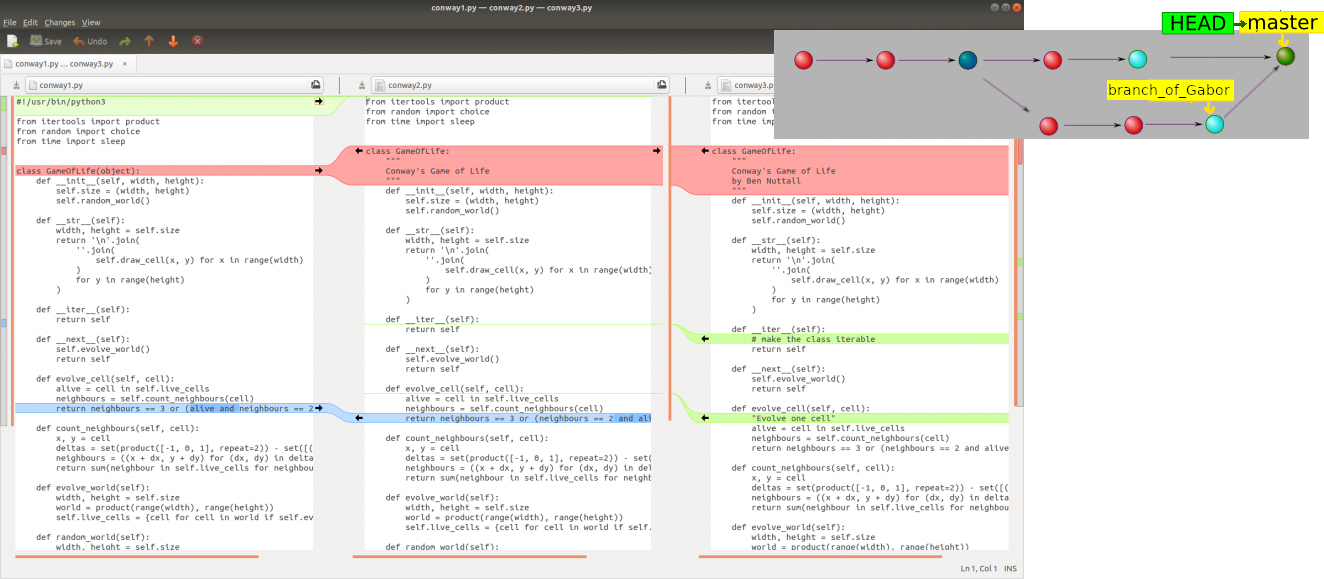 conway1.py — conway2.py — conway3.py
File Edit Changes View
Save Undo
conway1.py ... conway3.py ×
conway1.py
#!/usr/bin/python3
from itertools import product
from random import choice
from time import sleep
class GameOfLife(object):
def __init__(self, width, height):
self.size = (width, height)
self.random_world()
def __str__(self):
width, height = self.size
return '\n'.join(
''.join(
self.draw_cell(x, y) for x in range(width)
)
for y in range(height)
)
def __iter__(self):
return self
def __next__(self):
self.evolve_world()
return self
def evolve_cell(self, cell):
alive = cell in self.live_cells
neighbours = self.count_neighbours(cell)
return neighbours == 3 or (alive and neighbours == 2
def count_neighbours(self, cell):
x, y = cell
deltas = set(product([-1, 0, 1], repeat=2)) - set([(
neighbours = ((x + dx, y + dy) for (dx, dy) in delta
return sum(neighbour in self.live_cells for neighbou
def evolve_world(self):
width, height = self.size
world = product(range(width), range(height))
self.live_cells = {cell for cell in world if self.ev
def random_world(self):
width, height = self.size
conway2.py
from itertools import product
from random import choice
from time import sleep
class GameOfLife:
"""
Conway's Game of Life
"""
def __init__(self, width, height):
self.size = (width, height)
self.random_world()
def __str__(self):
width, height = self.size
return '\n'.join(
''.join(
self.draw_cell(x, y) for x in range(width)
)
for y in range(height)
)
def __iter__(self):
return self
def __next__(self):
self.evolve_world()
return self
def evolve_cell(self, cell):
alive = cell in self.live_cells
neighbours = self.count_neighbours(cell)
return neighbours == 3 or (neighbours == 2 and ali
def count_neighbours(self, cell):
x, y = cell
deltas = set(product([-1, 0, 1], repeat=2)) - set(
neighbours = ((x + dx, y + dy) for (dx, dy) in del
return sum(neighbour in self.live_cells for neighb
def evolve_world(self):
width, height = self.size
world = product(range(width), range(height))
self.live_cells = {cell for cell in world if self.
def random_world(self):
conway3.p
from itertool
from random i
from time imp
class GameOfLife:
"""
Conway's Game of Life
by Ben Nuttall
"""
def __init__(self, width, height):
self.size = (width, height)
self.random_world()
def __str__(self):
width, height = self.size
return '\n'.join(
''.join(
self.draw_cell(x, y) for x in range(width)
)
for y in range(height)
)
def __iter__(self):
# make the class iterable
return self
def __next__(self):
self.evolve_world()
return self
def evolve_cell(self, cell):
"Evolve one cell"
alive = cell in self.live_cells
neighbours = self.count_neighbours(cell)
return neighbours == 3 or (neighbours == 2 and alive
def count_neighbours(self, cell):
x, y = cell
deltas = set(product([-1, 0, 1], repeat=2)) - set([(
neighbours = ((x + dx, y + dy) for (dx, dy) in delta
return sum(neighbour in self.live_cells for neighbou
def evolve_world(self):
width, height = self.size
world = product(range(width), range(height))
Ln 1, Col 1 INS
HEAD master
branch_of_Gabor